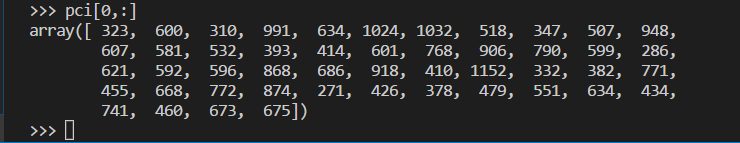 >>> pci[0,:]
array([ 323,  600,  310,  991,  634, 1024, 1032,  518,  347,  507,  948,
        607,  581,  532,  393,  414,  601,  768,  906,  790,  599,  286,
        621,  592,  596,  868,  686,  918,  410, 1152,  332,  382,  771,
        455,  668,  772,  874,  271,  426,  378,  479,  551,  634,  434,
        741,  460,  673,  675])
>>>